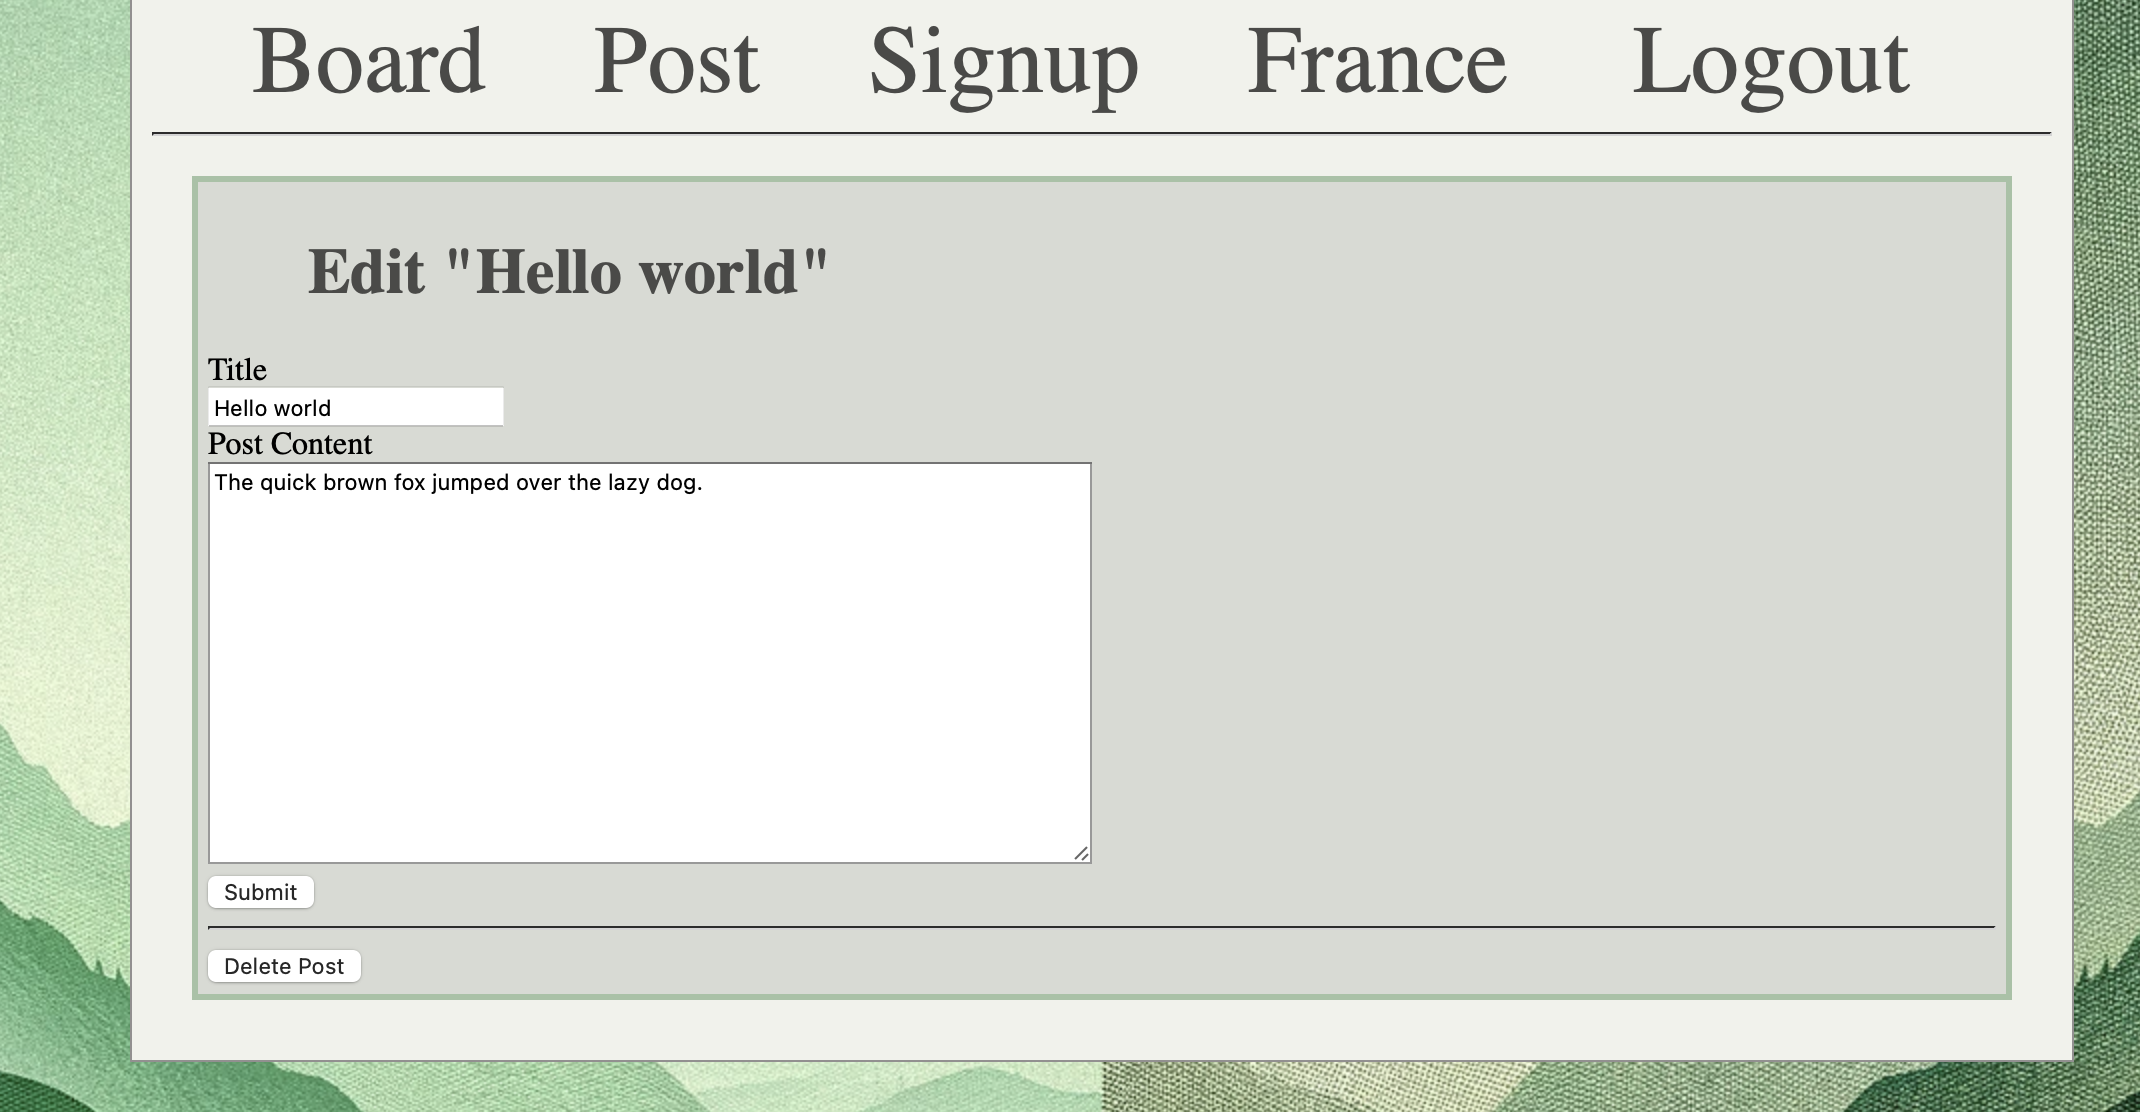 Board Post Signup France Logout
Edit "Hello world"
Title
Hello world
Post Content
The quick brown fox jumped over the lazy dog.
Submit
Delete Post